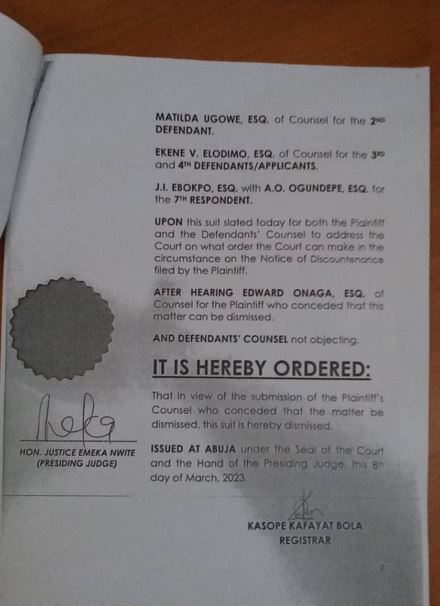 MATILDA UGOWE, ESQ. of Counsel for the 2ND
DEFENDANT.
EKENE V. ELODIMO, ESQ. of Counsel for the 3RD
and 4TH DEFENDANTS/APPLICANTS.
J.I. EBOKPO, ESQ. with A.O. OGUNDEPE, ESQ. for
the 7TH RESPONDENT.
UPON this suit slated today for both the Plaintiff
and the Defendants' Counsel to address the
Court on what order the Court can make in the
circumstance on the Notice of Discountenance
filed by the Plaintiff.
AFTER HEARING EDWARD ONAGA, ESQ. of
Counsel for the Plaintiff who conceded that this
matter can be dismissed.
AND DEFENDANTS' COUNSEL not objecting.
IT IS HEREBY ORDERED:
That in view of the submission of the Plaintiff's
Counsel who conceded that the matter be
dismissed, this suit is hereby dismissed.
HON. JUSTICE EMEKA NWITE
(PRESIDING JUDGE)
ISSUED AT ABUJA under the Seal of the Court
and the Hand of the Presiding Judge, this 8th
day of March, 2023.
KASOPE KAFAYAT BOLA
REGISTRAR
2